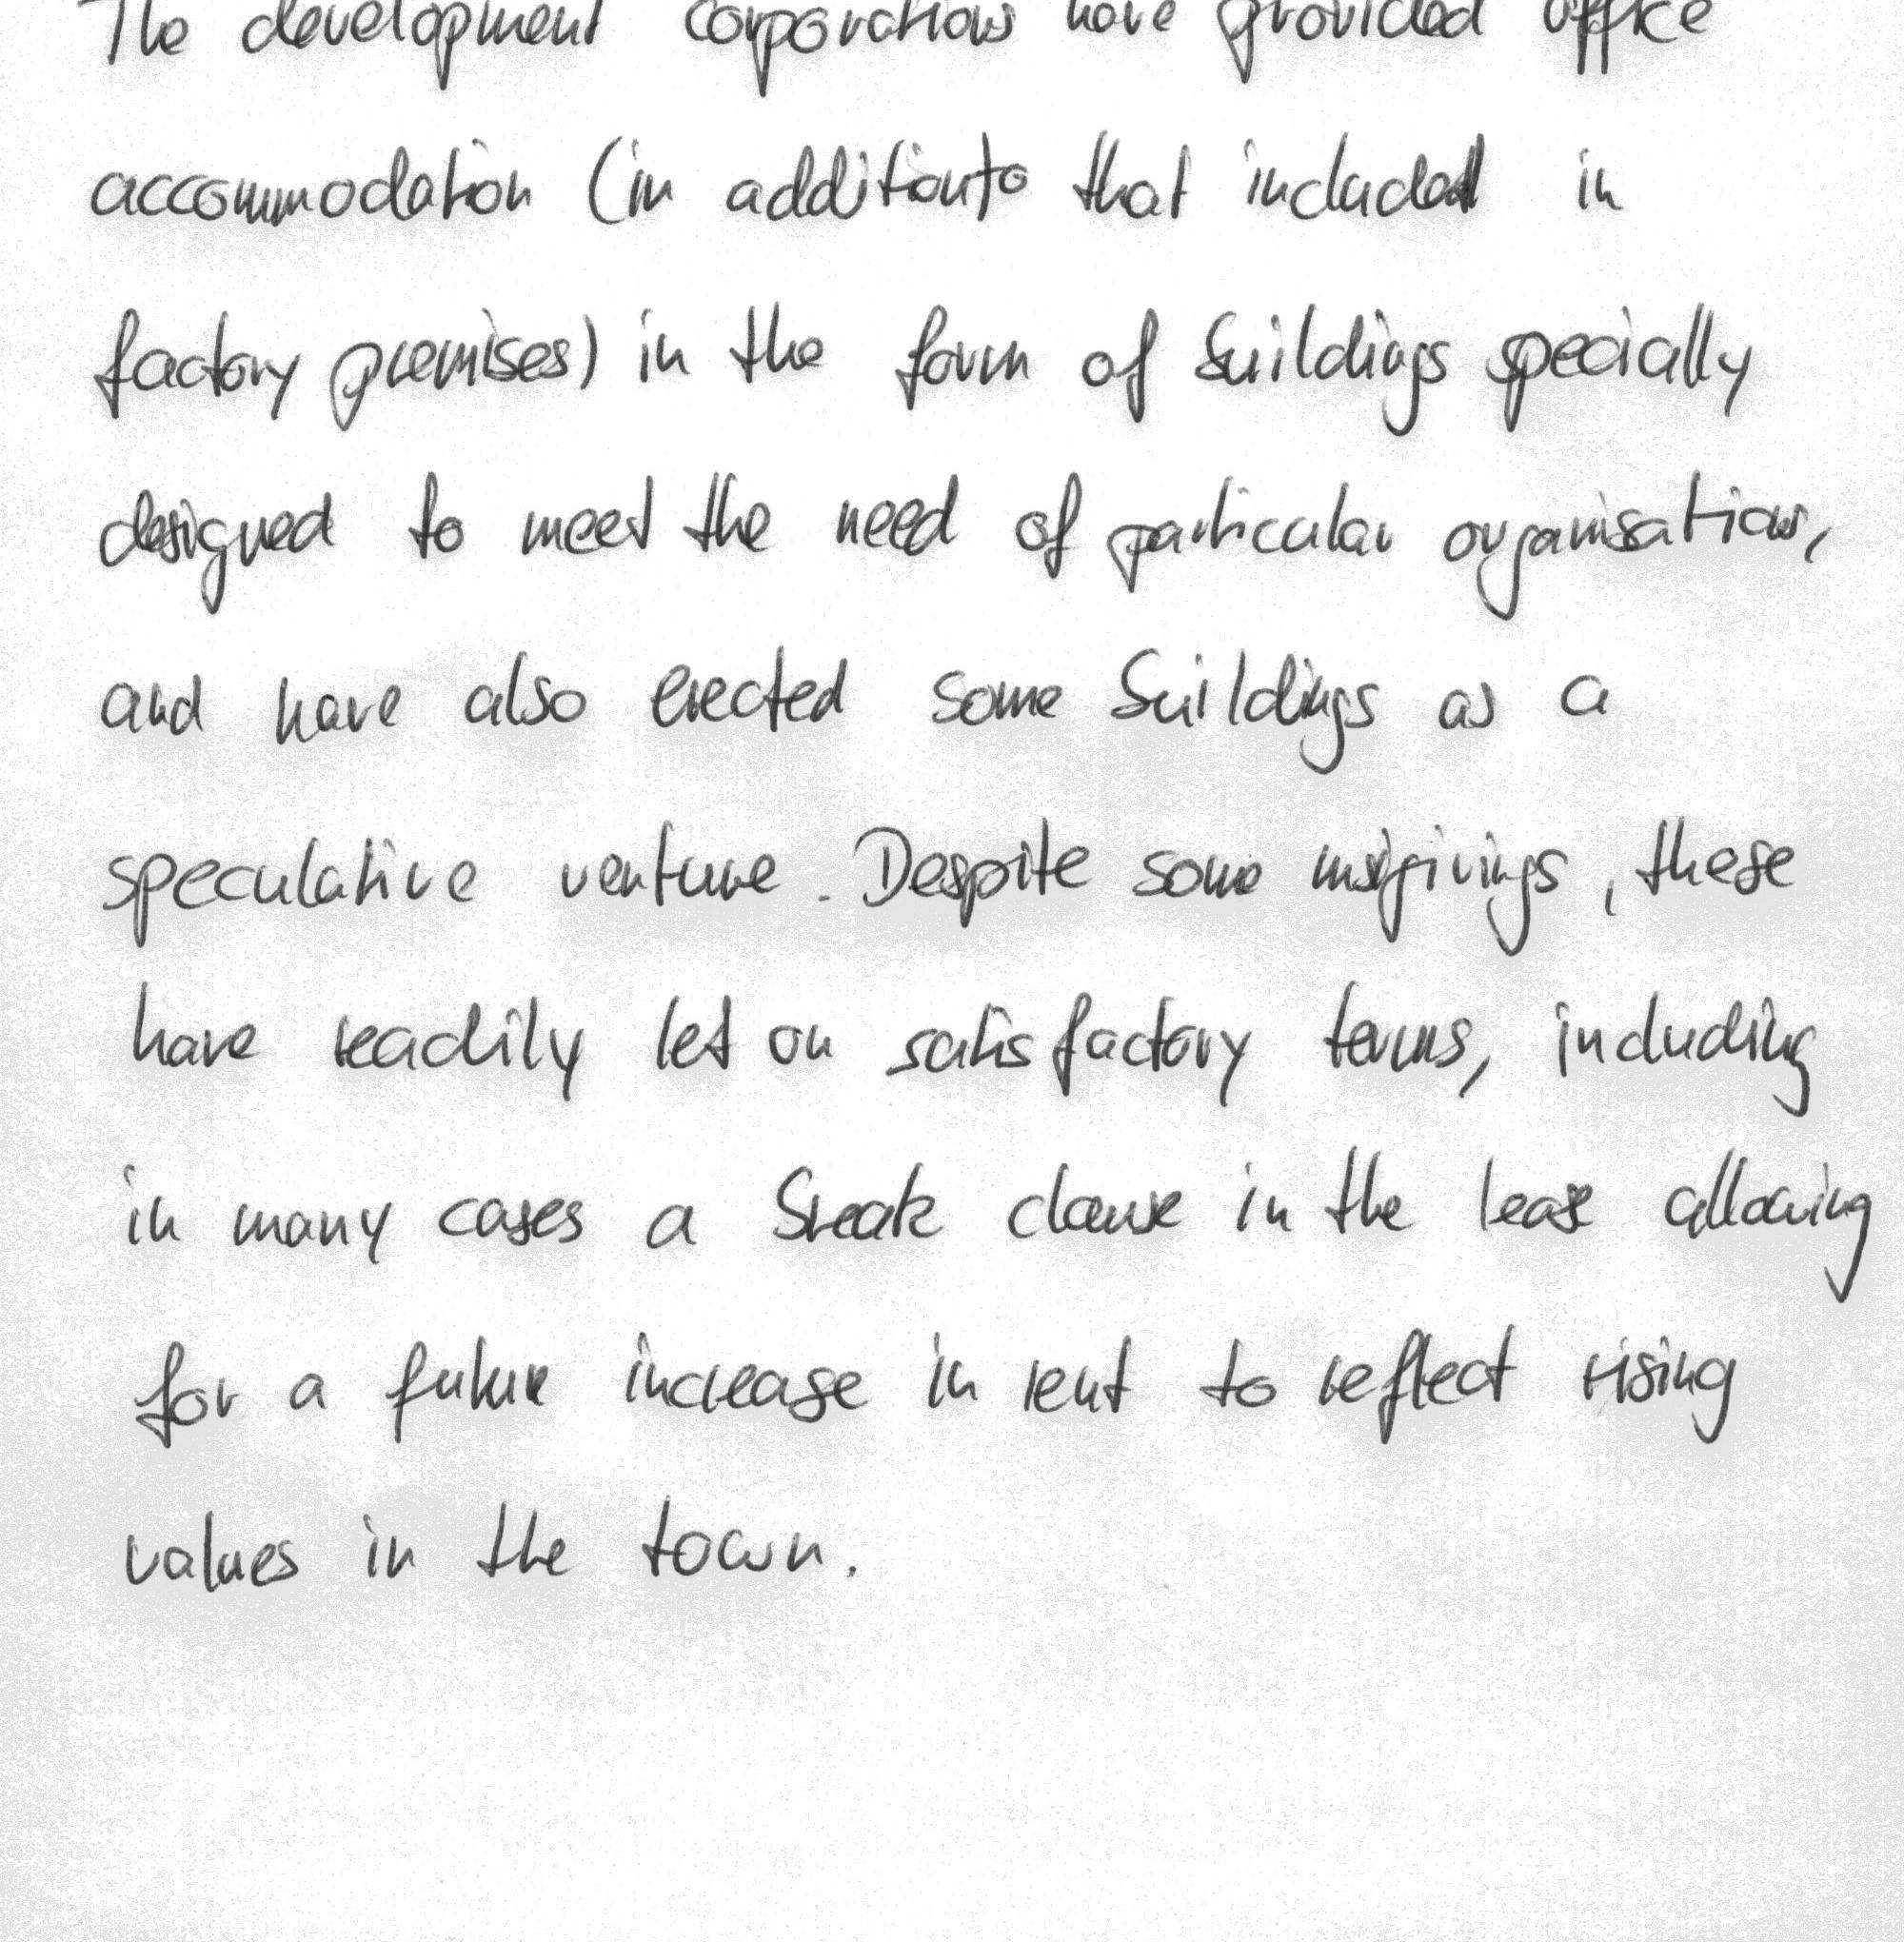 The development corporations have provided office
accommodation (in addition to that included in
factory premises) in the form of buildings specially
designed to meet the need of particular organisations,
and have also erected some buildings as a
speculative venture. Despite some misgivings, these
have readily let on satisfactory terms, including
in many cases a break clause in the lease allowing
for a future increase in rent to reflect rising
values in the town.